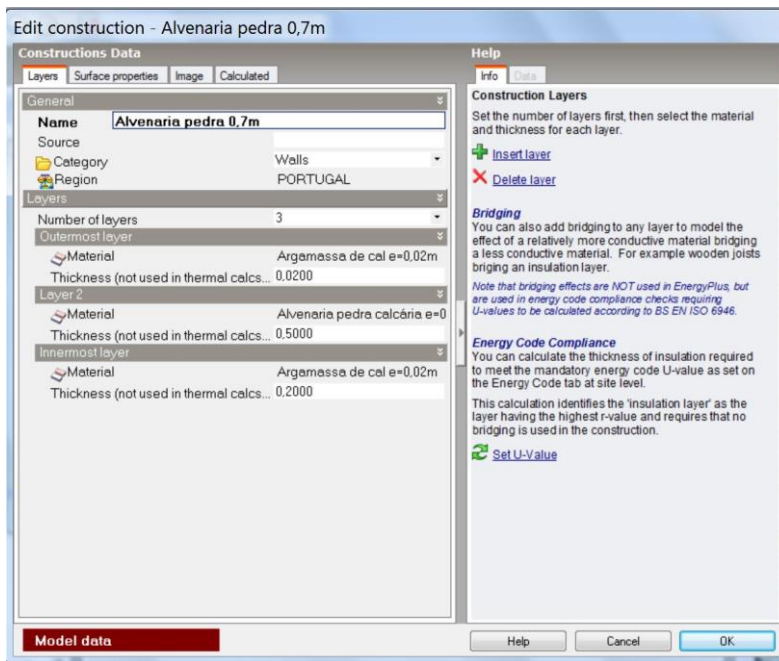 Edit construction - Alvenaria pedra 0,7m
Constructions Data
Layers
Surface properties
Image
Calculated
General
Name
Alvenaria pedra 0,7m
Source
Category
Walls
Region
PORTUGAL
Layers
Number of layers
3
Outermost layer
Material
Argamassa de cal e=0,02m
Thickness (not used in thermal calcs...
0,0200
Layer 2
Material
Alvenaria pedra calcária e=0
Thickness (not used in thermal calcs...
0,5000
Innermost layer
Material
Argamassa de cal e=0,02m
Thickness (not used in thermal calcs...
0,2000
Model data
Help
Info
Data
Construction Layers
Set the number of layers first, then select the material
and thickness for each layer.
Insert layer
Delete layer
Bridging
You can also add bridging to any layer to model the
effect of a relatively more conductive material bridging
a less conductive material. For example wooden joists
briging an insulation layer.
Note that bridging effects are NOT used in EnergyPlus, but
are used in energy code compliance checks requiring
U-values to be calculated according to BS EN ISO 6946.
Energy Code Compliance
You can calculate the thickness of insulation required
to meet the mandatory energy code U-value as set on
the Energy Code tab at site level.
This calculation identifies the 'insulation layer' as the
layer having the highest r-value and requires that no
bridging is used in the construction.
Set U-Value
Help
Cancel
OK